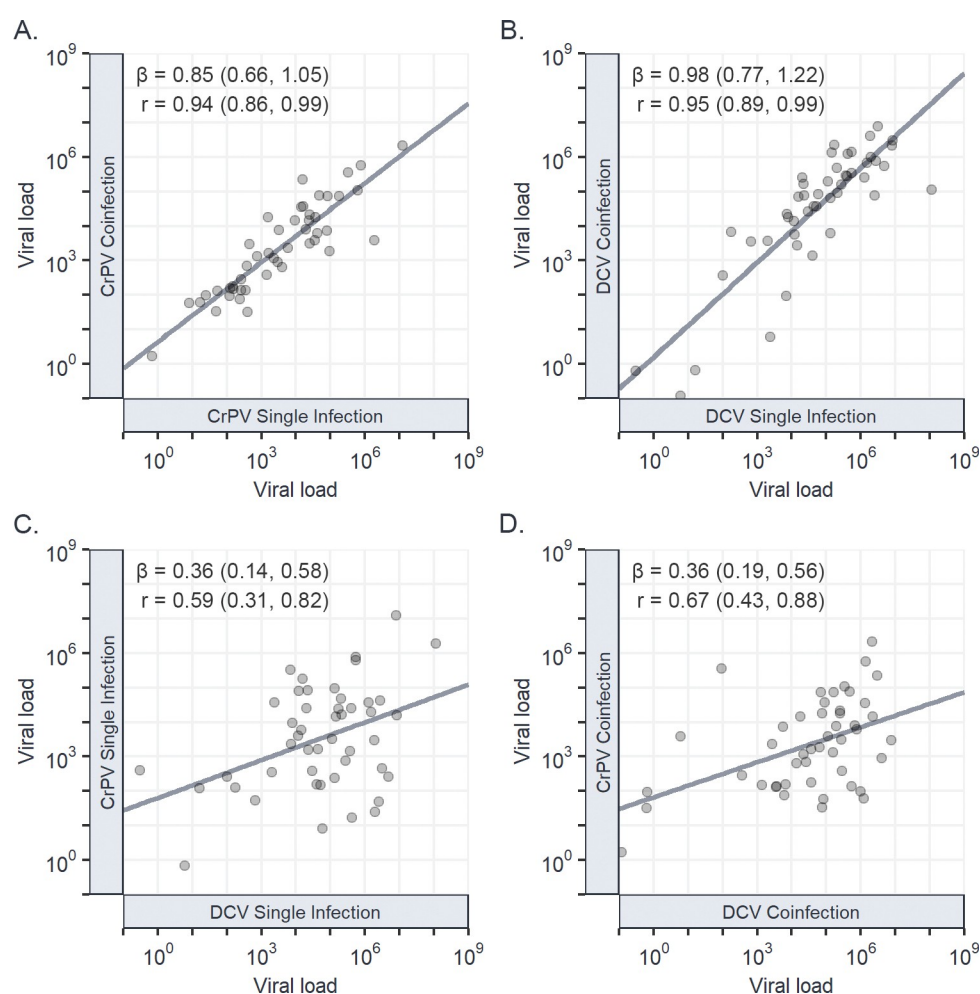 A.
β = 0.85 (0.66, 1.05)
r = 0.94 (0.86, 0.99)
10⁹
10⁶
10³
10⁰
Viral load
CrPV Coinfection
CrPV Single Infection
10⁰ 10³ 10⁶ 10⁹
Viral load
B.
β = 0.98 (0.77, 1.22)
r = 0.95 (0.89, 0.99)
10⁹
10⁶
10³
10⁰
Viral load
DCV Coinfection
DCV Single Infection
10⁰ 10³ 10⁶ 10⁹
Viral load
C.
β = 0.36 (0.14, 0.58)
r = 0.59 (0.31, 0.82)
10⁹
10⁶
10³
10⁰
Viral load
CrPV Single Infection
DCV Single Infection
10⁰ 10³ 10⁶ 10⁹
Viral load
D.
β = 0.36 (0.19, 0.56)
r = 0.67 (0.43, 0.88)
10⁹
10⁶
10³
10⁰
Viral load
CrPV Coinfection
DCV Coinfection
10⁰ 10³ 10⁶ 10⁹
Viral load